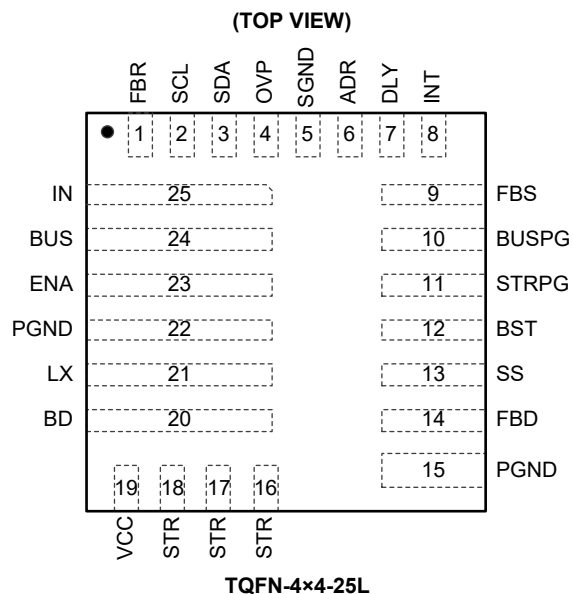 (TOP VIEW)
FBR SCL SDA OVP SGND ADR DLY INT
1 2 3 4 5 6 7 8
IN 25 9 FBS
BUS 24 10 BUSPG
ENA 23 11 STRPG
PGND 22 12 BST
LX 21 13 SS
BD 20 14 FBD
15 PGND
19 18 17 16
VCC STR STR STR
TQFN-4×4-25L